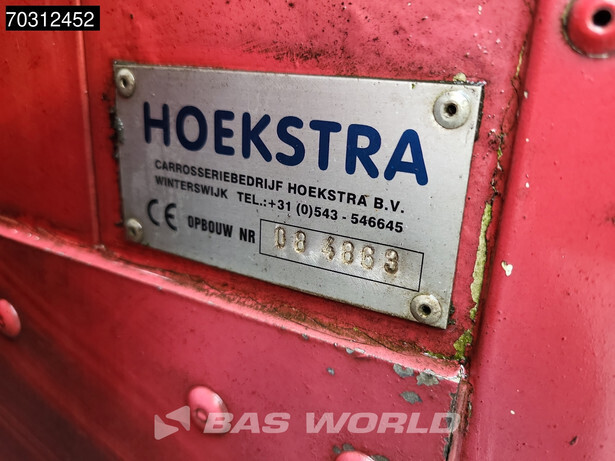 70312452
HOEKSTRA
CARROSSERIEBEDRIJF HOEKSTRA B.V.
WINTERSWIJK TEL.:+31 (0)543 - 546645
CE OPBOUW NR 08 4863
BAS WORLD